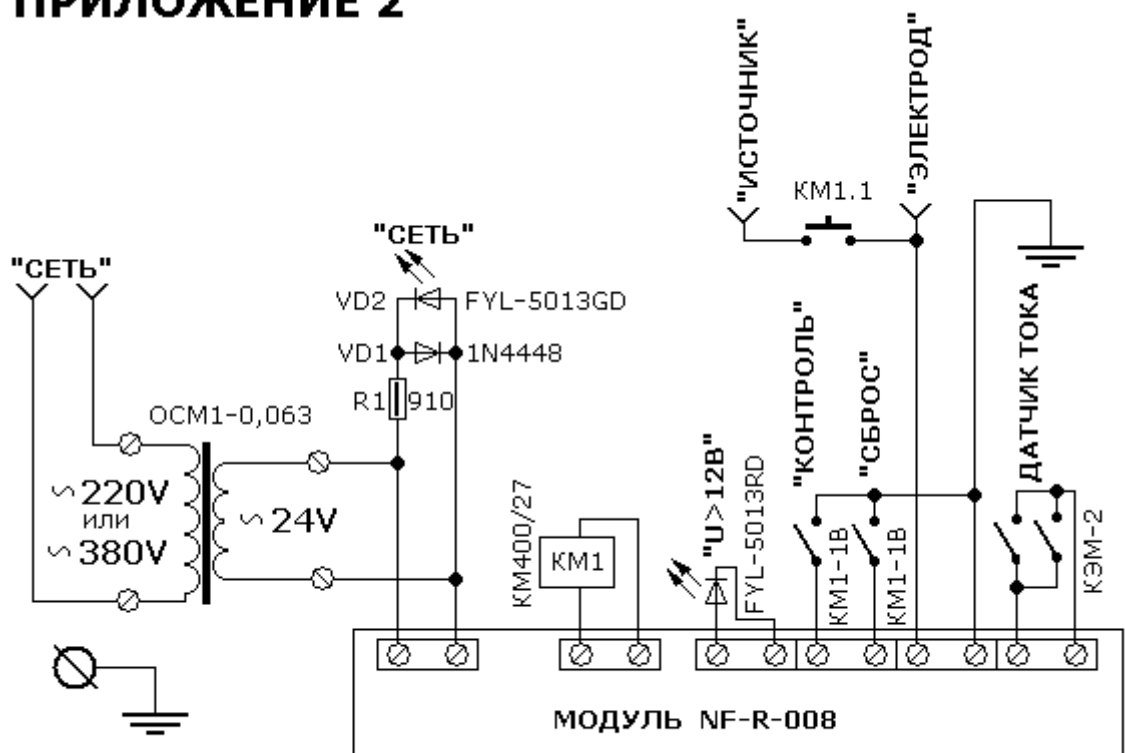 ПРИЛОЖЕНИЕ 2
"ИСТОЧНИК"
"ЭЛЕКТРОД"
КМ1.1
"СЕТЬ"
"СЕТЬ"
VD2
FYL-5013GD
VD1
1N4448
R1
910
ОСМ1-0,063
~220V
или
~380V
~24V
КМ400/27
КМ1
"U>12В"
FYL-5013RD
"КОНТРОЛЬ"
"СБРОС"
КМ1-1В
КМ1-1В
ДАТЧИК ТОКА
КЭМ-2
МОДУЛЬ NF-R-008